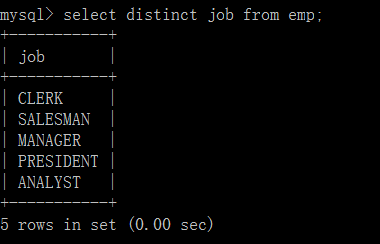 mysql> select distinct job from emp;
+-----------+
| job       |
+-----------+
| CLERK     |
| SALESMAN  |
| MANAGER   |
| PRESIDENT |
| ANALYST   |
+-----------+
5 rows in set (0.00 sec)